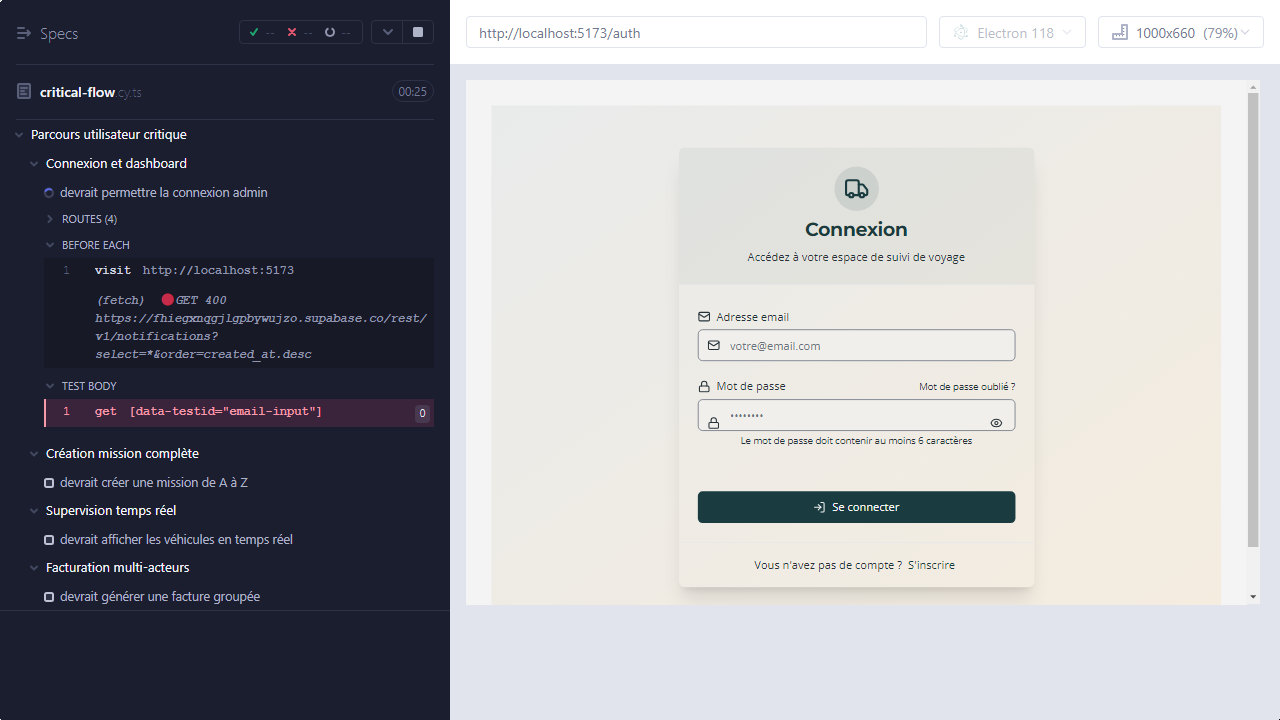 Specs
-- -- --
critical-flow.cy.ts
00:25
Parcours utilisateur critique
Connexion et dashboard
devrait permettre la connexion admin
ROUTES (4)
BEFORE EACH
1 visit http://localhost:5173
(fetch) GET 400
https://fhiegxnqgjlgpbywujzo.supabase.co/rest/
v1/notifications?
select=*&order=created_at.desc
TEST BODY
1 get [data-testid="email-input"] 0
Création mission complète
devrait créer une mission de A à Z
Supervision temps réel
devrait afficher les véhicules en temps réel
Facturation multi-acteurs
devrait générer une facture groupée
http://localhost:5173/auth
Electron 118
1000x660 (79%)
Connexion
Accédez à votre espace de suivi de voyage
Adresse email
votre@email.com
Mot de passe
Mot de passe oublié ?
••••••••
Le mot de passe doit contenir au moins 6 caractères
Se connecter
Vous n'avez pas de compte ? S'inscrire